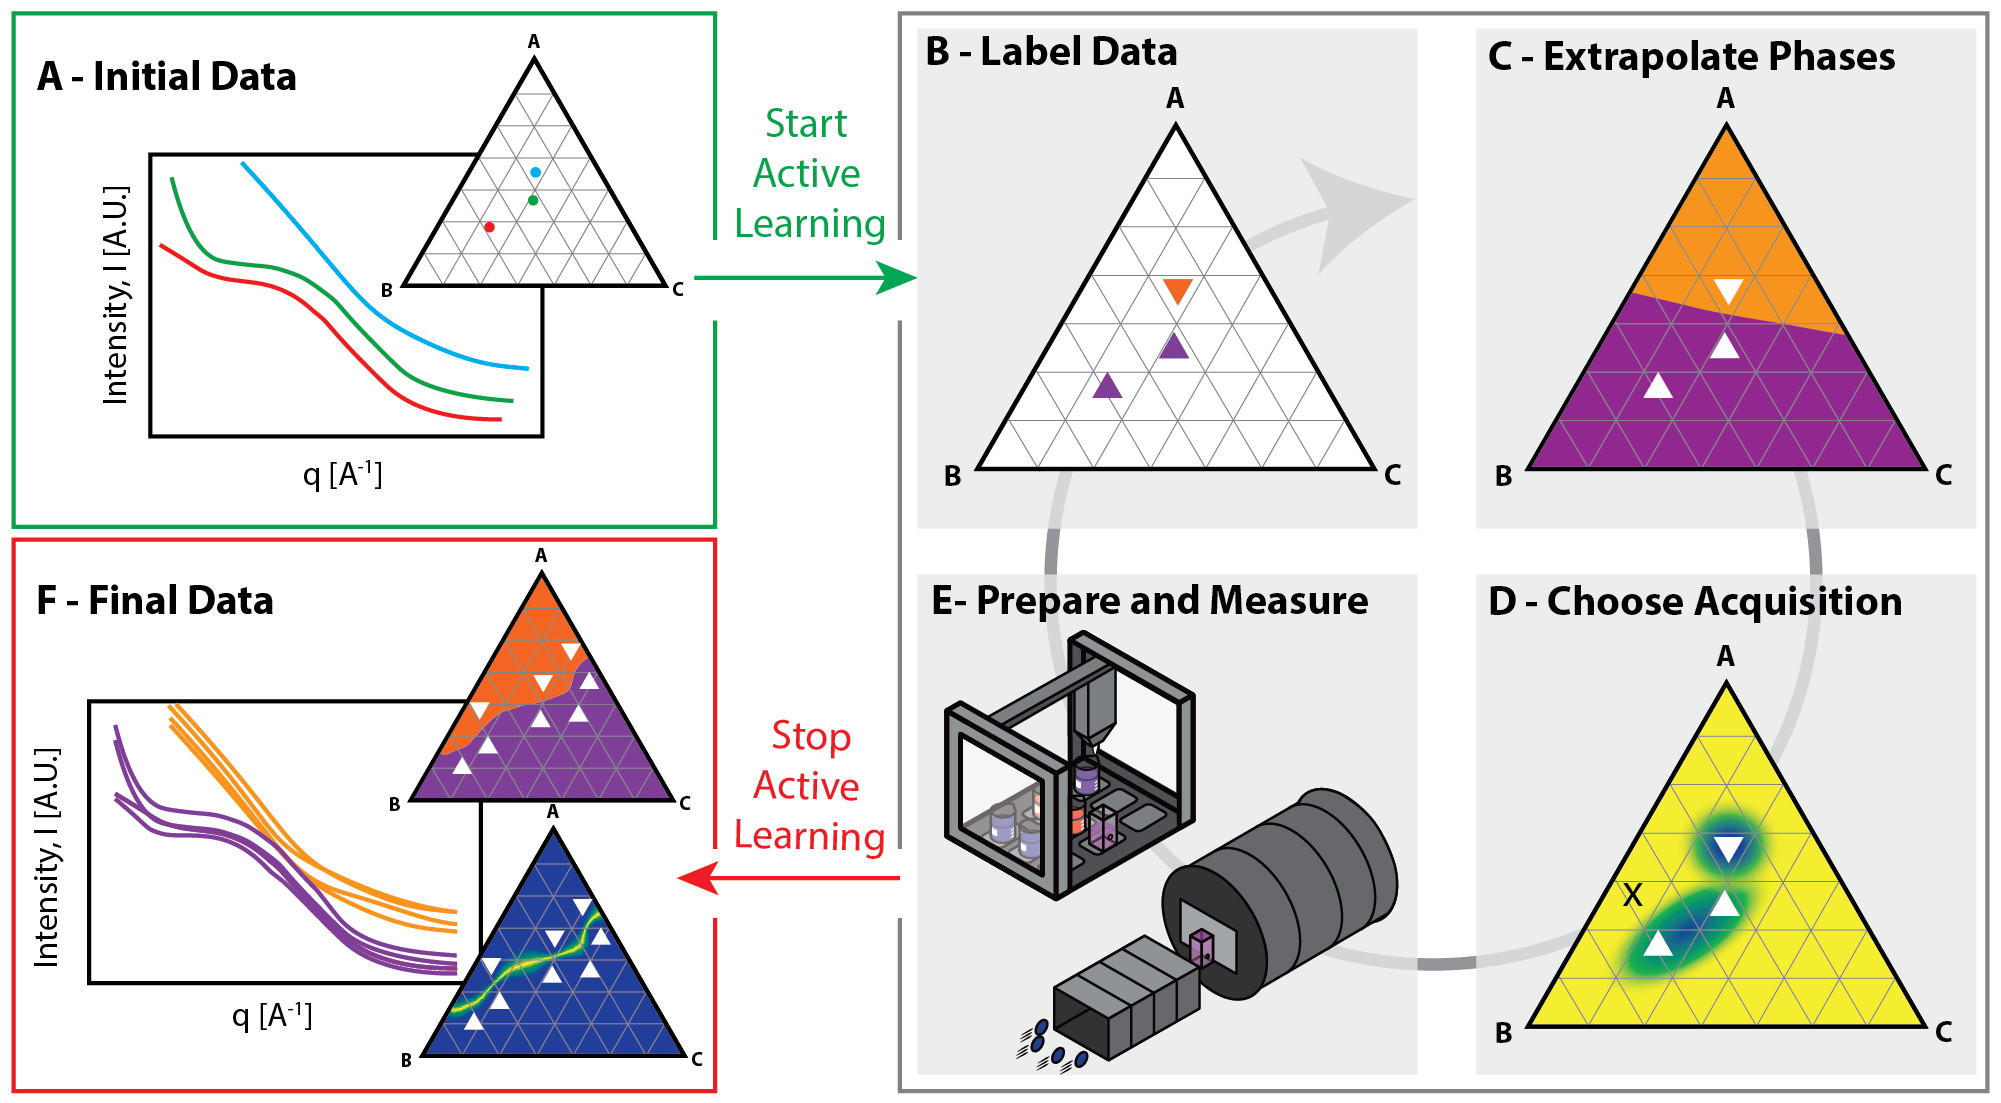 A - Initial Data
A
B
C
Intensity, I [A.U.]
q [A⁻¹]
Start
Active
Learning
B - Label Data
A
B
C
C - Extrapolate Phases
A
B
C
D - Choose Acquisition
A
X
B
C
E- Prepare and Measure
Stop
Active
Learning
F - Final Data
A
B
C
A
B
C
Intensity, I [A.U.]
q [A⁻¹]